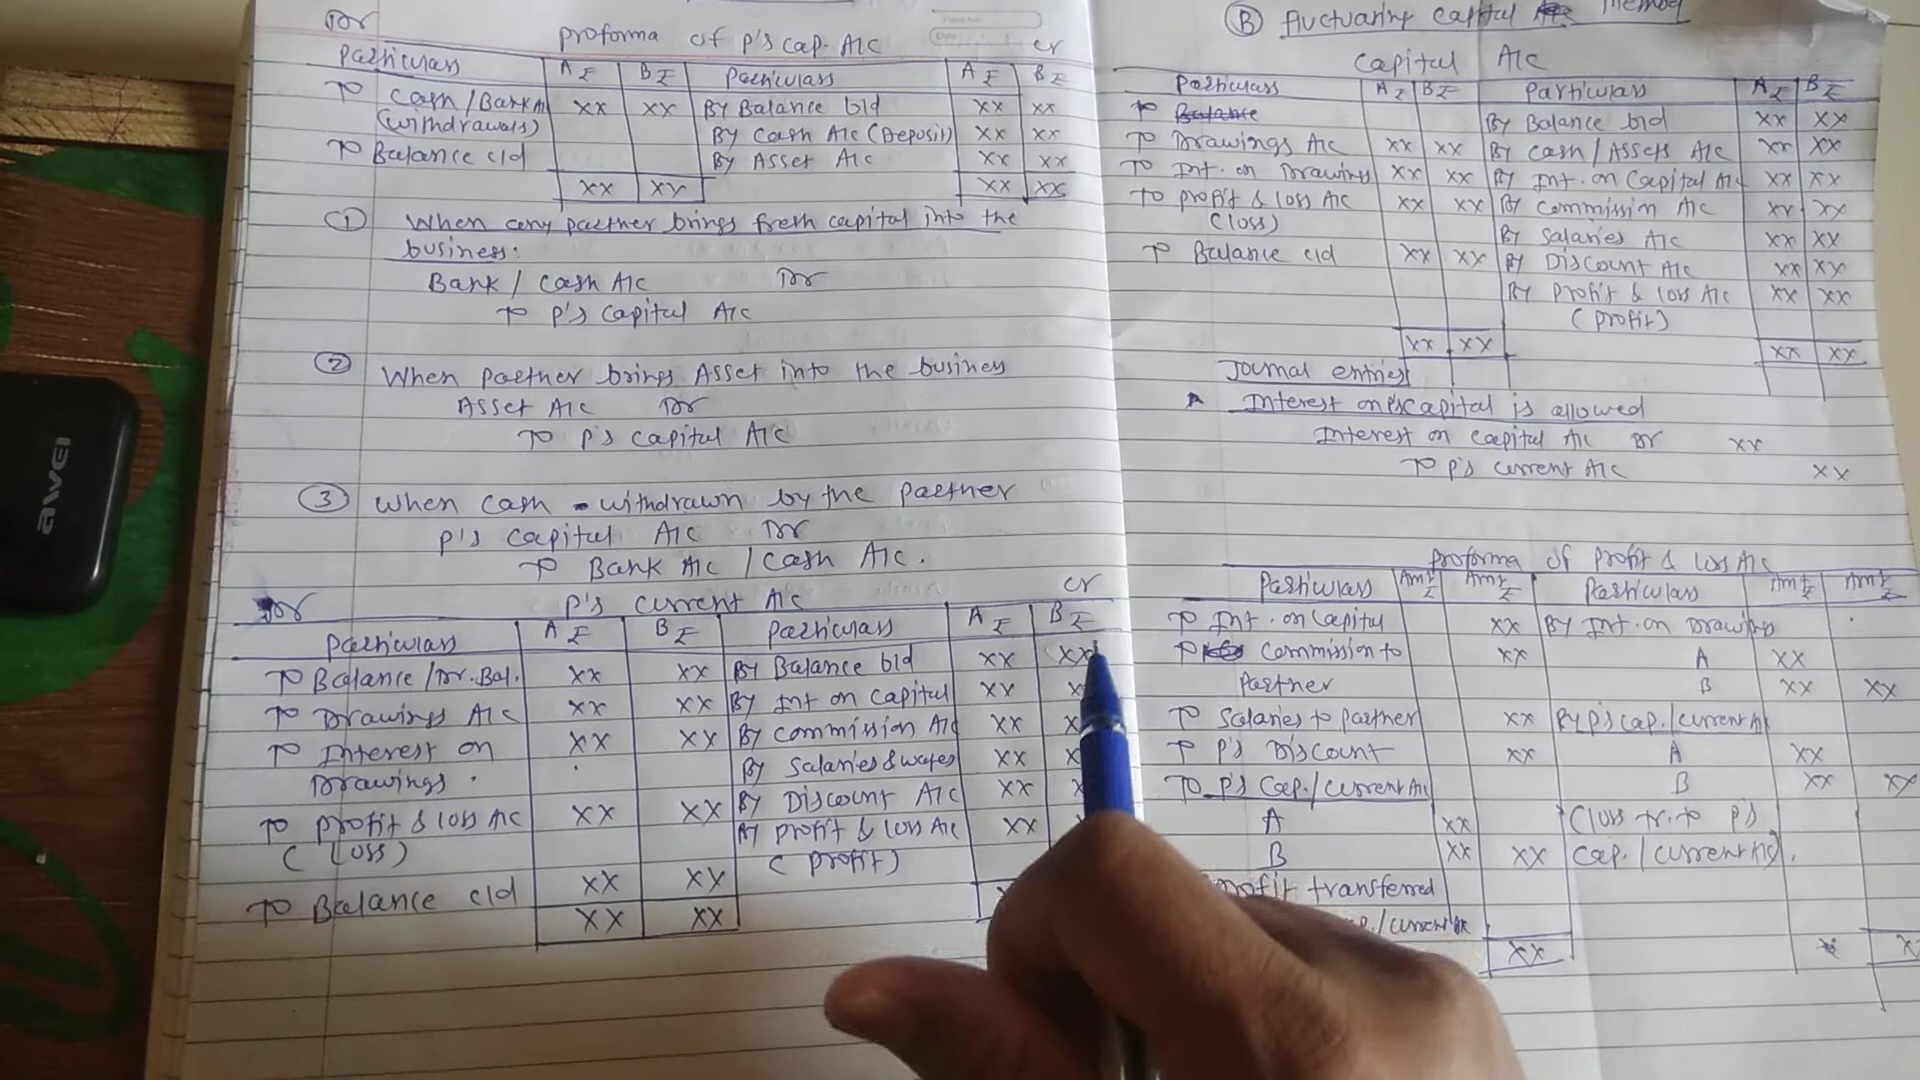 Dr
proforma of P's cap. A/c
cr
Particulars A ₹ B ₹ Particulars A ₹ B ₹
To Cash/Bank A/c xx xx By Balance b/d xx xx
(withdrawals) By Cash A/c (Deposit) xx xx
To Balance c/d By Asset A/c xx xx
xx xx xx xx
① When any partner brings fresh capital into the
business:
Bank / Cash A/c Dr
To P's Capital A/c
② When Partner brings Asset into the business
Asset A/c Dr
To P's Capital A/c
③ When Cash withdrawn by the Partner
P's Capital A/c Dr
To Bank A/c / Cash A/c.
Dr P's Current A/c cr
Particulars A ₹ B ₹ Particulars A ₹ B ₹
To Balance/Dr. Bal. xx xx By Balance b/d xx xx
To Drawings A/c xx xx By Int on Capital xx x
To Interest on xx xx By Commission A/c xx x
Drawings. By Salaries & wages xx x
To Profit & Loss A/c xx xx By Discount A/c xx x
(Loss) By Profit & Loss A/c xx
(Profit)
To Balance c/d xx xx
xx xx
Ⓑ fluctuating Capital
Capital A/c
Particulars A ₹ B ₹ Particulars A ₹ B ₹
To Balance By Balance b/d xx xx
To Drawings A/c xx xx By Cash / Assets A/c xx xx
To Int. on Drawings xx xx By Int. on Capital A/c xx xx
To Profit & Loss A/c xx xx By Commission A/c xx xx
(Loss) By Salaries A/c xx xx
To Balance c/d xx xx By Discount A/c xx xx
By Profit & Loss A/c xx xx
(Profit)
xx xx xx xx
Journal entries
Interest on P's Capital is allowed
Interest on Capital A/c Dr xx
To P's Current A/c xx
proforma of Profit & Loss A/c
Particulars Amt ₹ Amt ₹ Particulars Amt ₹ Amt ₹
To Int. on Capital xx By Int. on Drawings
To Commission to xx A xx
Partner B xx xx
To Salaries to partner xx By P's Cap./Current A/c
To P's Discount xx A xx
To P's Cap./Current A/c B xx xx
A xx (Loss tr. to P's
B xx xx Cap. / Current A/c).
Profit transferred
/Current A/c
xx
AWEI